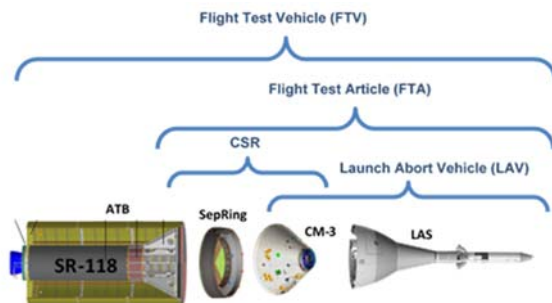 Flight Test Vehicle (FTV)
Flight Test Article (FTA)
CSR
Launch Abort Vehicle (LAV)
ATB
SepRing
CM-3
LAS
SR-118